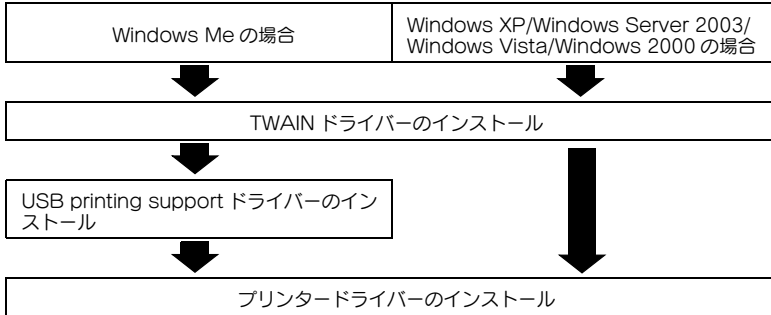 Windows Me の場合
Windows XP/Windows Server 2003/
Windows Vista/Windows 2000 の場合
TWAIN ドライバーのインストール
USB printing support ドライバーのイン
ストール
プリンタードライバーのインストール